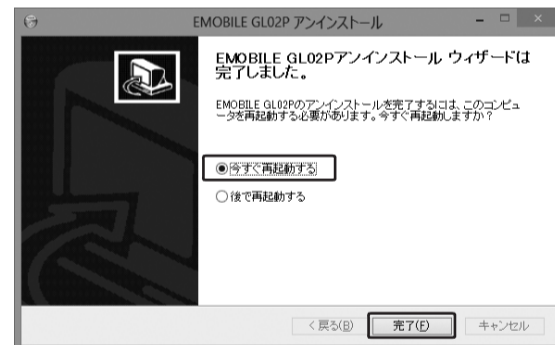 EMOBILE GL02P アンインストール
EMOBILE GL02Pアンインストール ウィザードは
完了しました。
EMOBILE GL02Pのアンインストールを完了するには、このコンピュ
ータを再起動する必要があります。今すぐ再起動しますか?
今すぐ再起動する
後で再起動する
< 戻る(B)
完了(F)
キャンセル